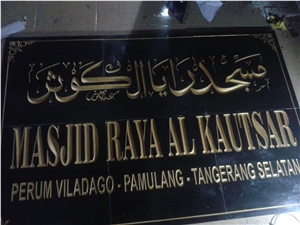 مسجد رايا الكوثر
MASJID RAYA AL KAUTSAR
PERUM VILADAGO - PAMULANG - TANGERANG SELATAN